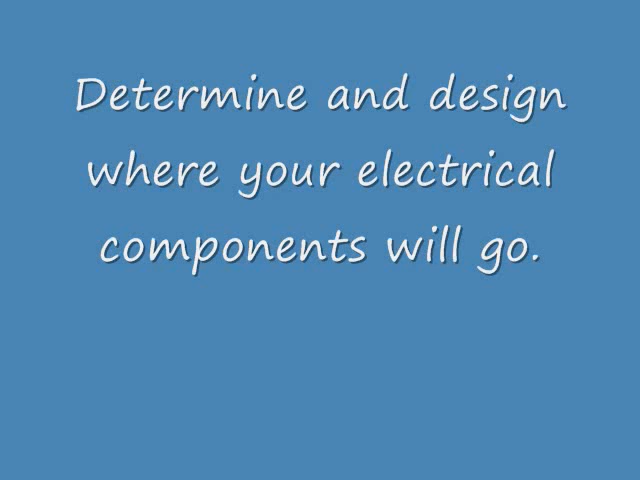 Determine and design
where your electrical
components will go.